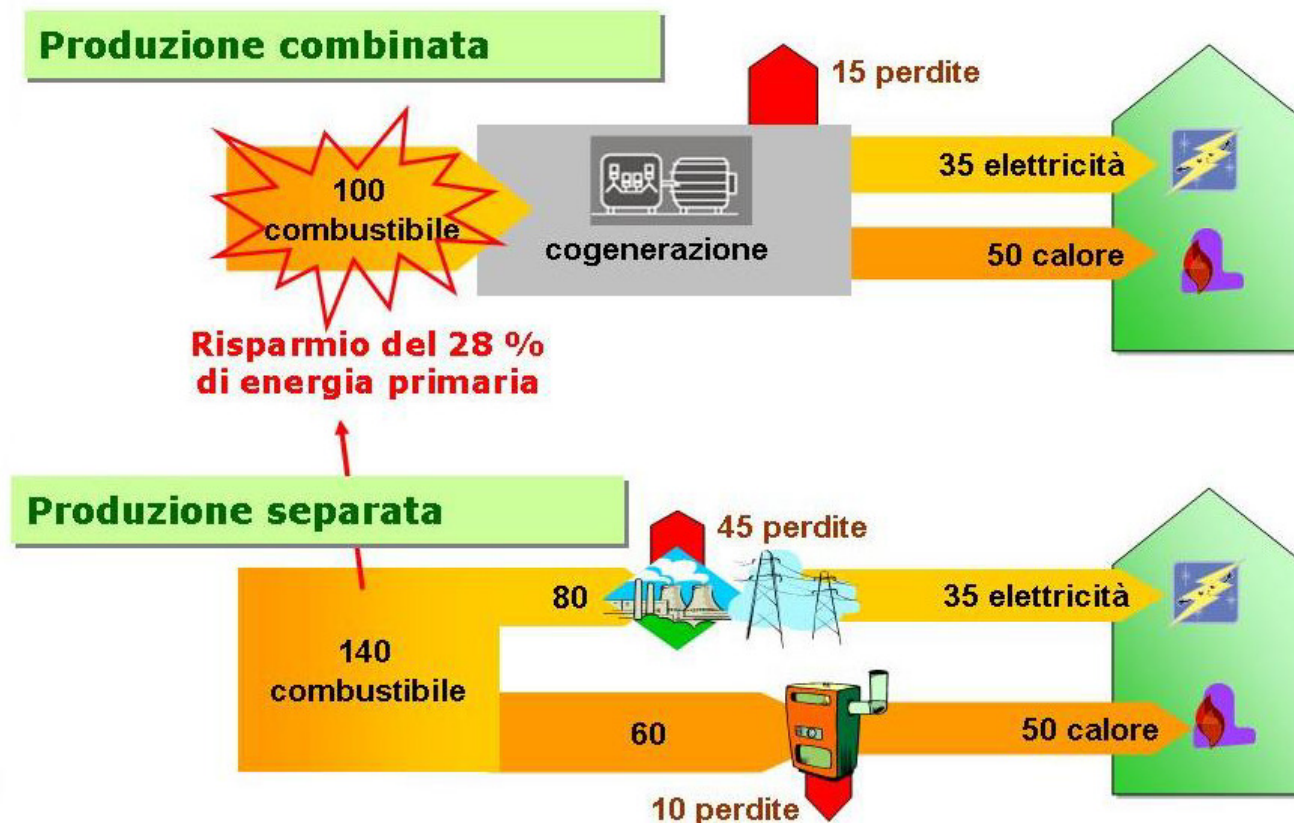 Produzione combinata
15 perdite
100
combustibile
cogenerazione
35 elettricità
50 calore
Risparmio del 28 %
di energia primaria
Produzione separata
45 perdite
80
35 elettricità
140
combustibile
60
50 calore
10 perdite